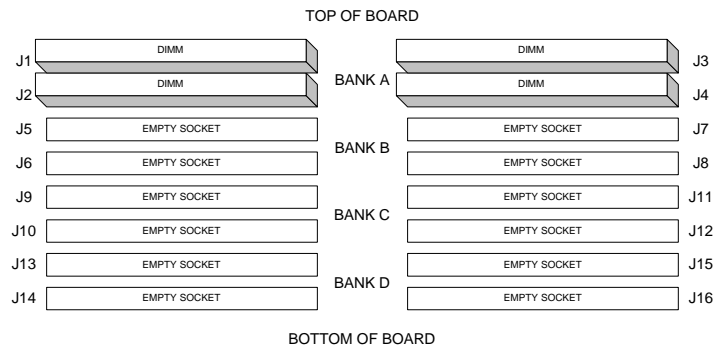 TOP OF BOARD
J1 DIMM DIMM J3
BANK A
J2 DIMM DIMM J4
J5 EMPTY SOCKET EMPTY SOCKET J7
BANK B
J6 EMPTY SOCKET EMPTY SOCKET J8
J9 EMPTY SOCKET EMPTY SOCKET J11
BANK C
J10 EMPTY SOCKET EMPTY SOCKET J12
J13 EMPTY SOCKET EMPTY SOCKET J15
BANK D
J14 EMPTY SOCKET EMPTY SOCKET J16
BOTTOM OF BOARD